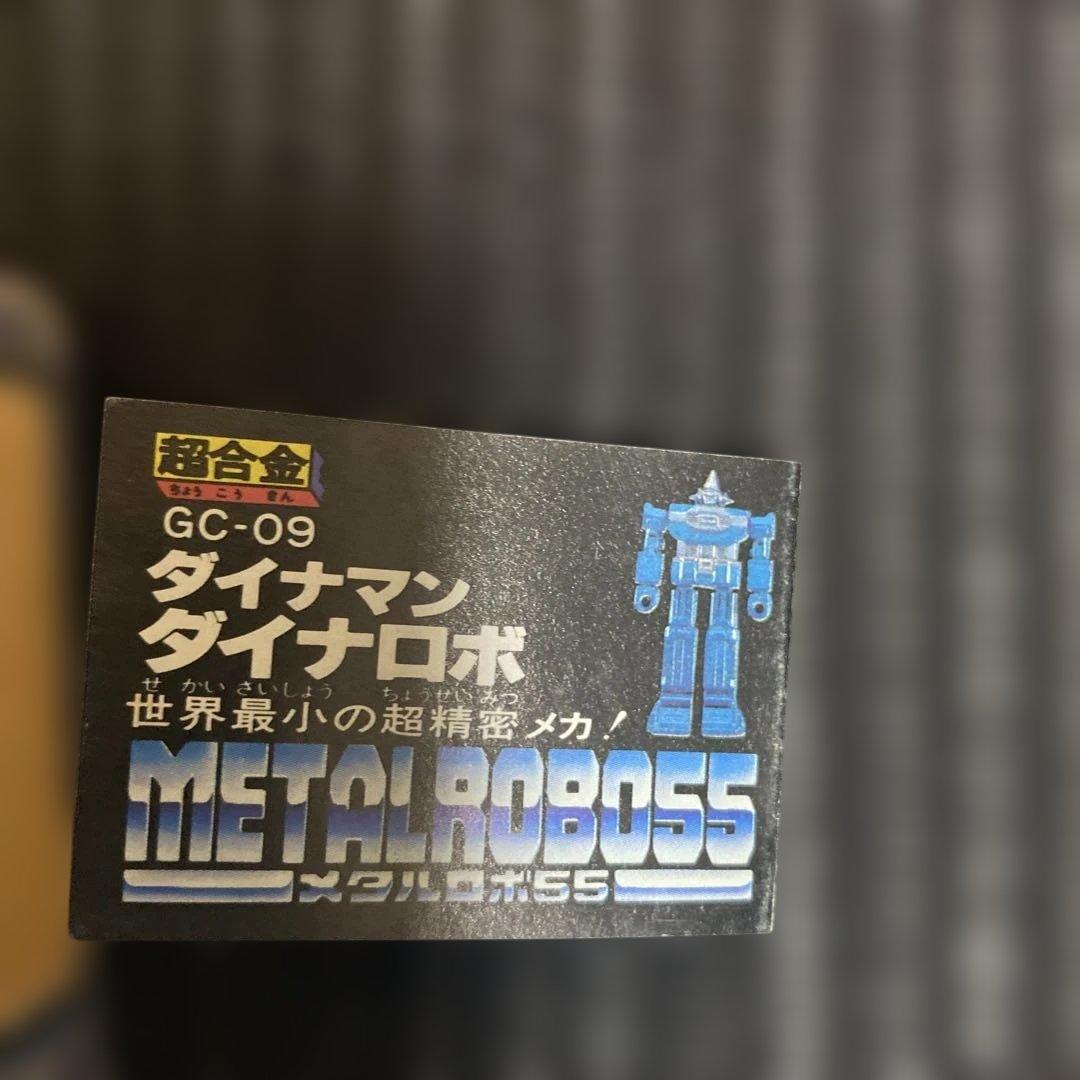 超合金
ちょうごうきん
GC-09
ダイナマン
ダイナロボ
せかいさいしょう ちょうせいみつ
世界最小の超精密メカ!
METALROBO55
メタルロボ55